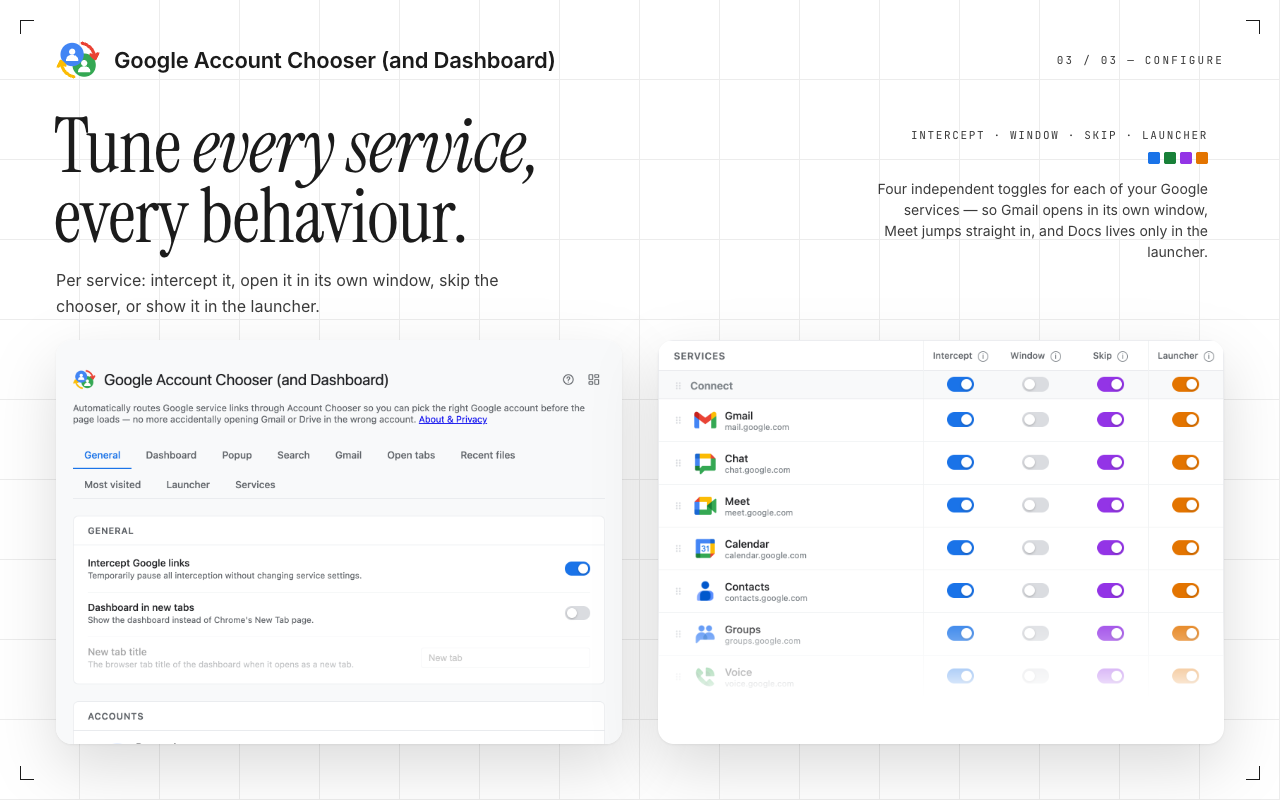 Google Account Chooser (and Dashboard)
03 / 03 — CONFIGURE
Tune every service,
every behaviour.
Per service: intercept it, open it in its own window, skip the
chooser, or show it in the launcher.
INTERCEPT · WINDOW · SKIP · LAUNCHER
Four independent toggles for each of your Google
services — so Gmail opens in its own window,
Meet jumps straight in, and Docs lives only in the
launcher.
Google Account Chooser (and Dashboard)
Automatically routes Google service links through Account Chooser so you can pick the right Google account before the
page loads — no more accidentally opening Gmail or Drive in the wrong account. About & Privacy
General Dashboard Popup Search Gmail Open tabs Recent files
Most visited Launcher Services
GENERAL
Intercept Google links
Temporarily pause all interception without changing service settings.
Dashboard in new tabs
Show the dashboard instead of Chrome's New Tab page.
New tab title
The browser tab title of the dashboard when it opens as a new tab.
New tab
ACCOUNTS
SERVICES Intercept Window Skip Launcher
Connect
Gmail
mail.google.com
Chat
chat.google.com
Meet
meet.google.com
31
Calendar
calendar.google.com
Contacts
contacts.google.com
Groups
groups.google.com
Voice
voice.google.com